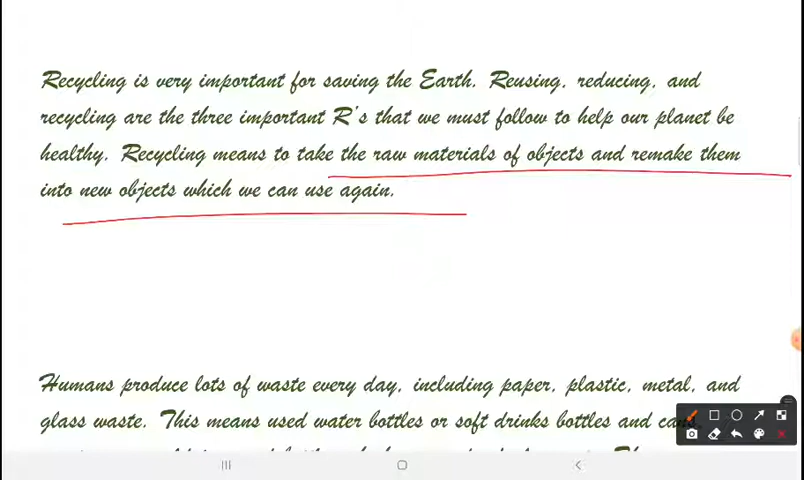 Recycling is very important for saving the Earth. Reusing, reducing, and
recycling are the three important R's that we must follow to help our planet be
healthy. Recycling means to take the raw materials of objects and remake them
into new objects which we can use again.
Humans produce lots of waste every day, including paper, plastic, metal, and
glass waste. This means used water bottles or soft drinks bottles and cans,